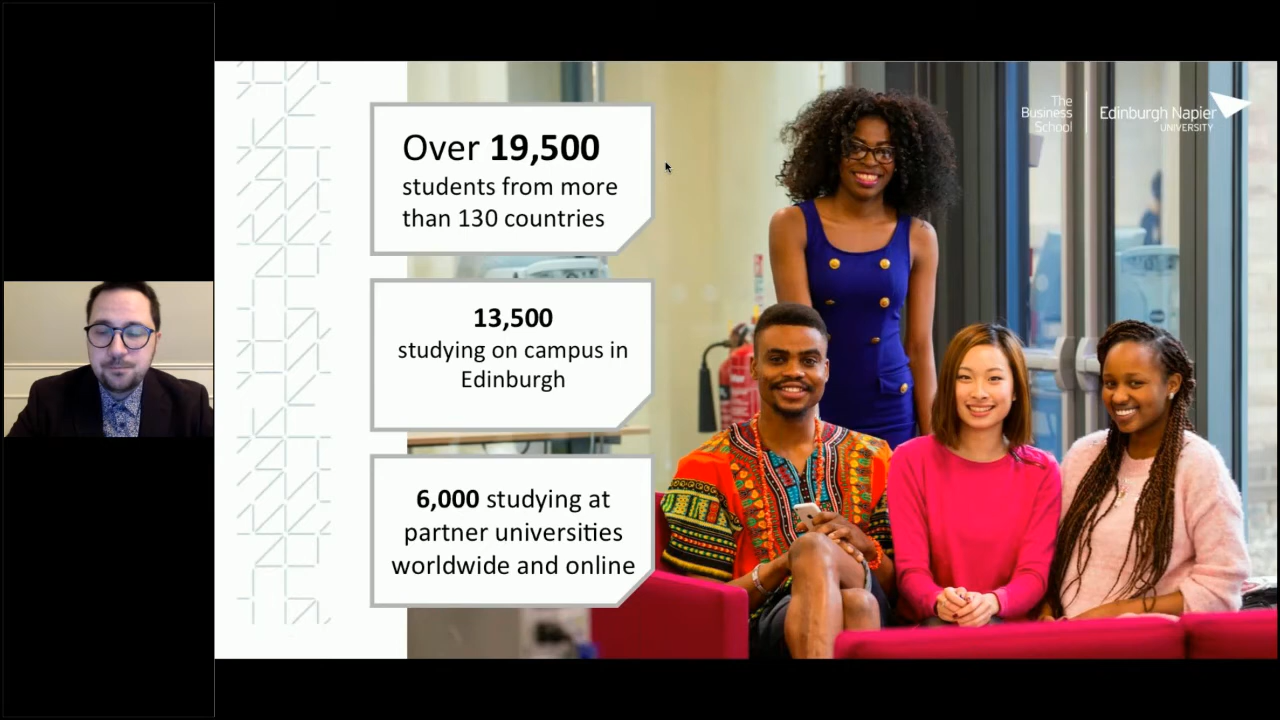 Over 19,500
students from more
than 130 countries
13,500
studying on campus in
Edinburgh
6,000 studying at
partner universities
worldwide and online
The
Business
School
Edinburgh Napier
UNIVERSITY